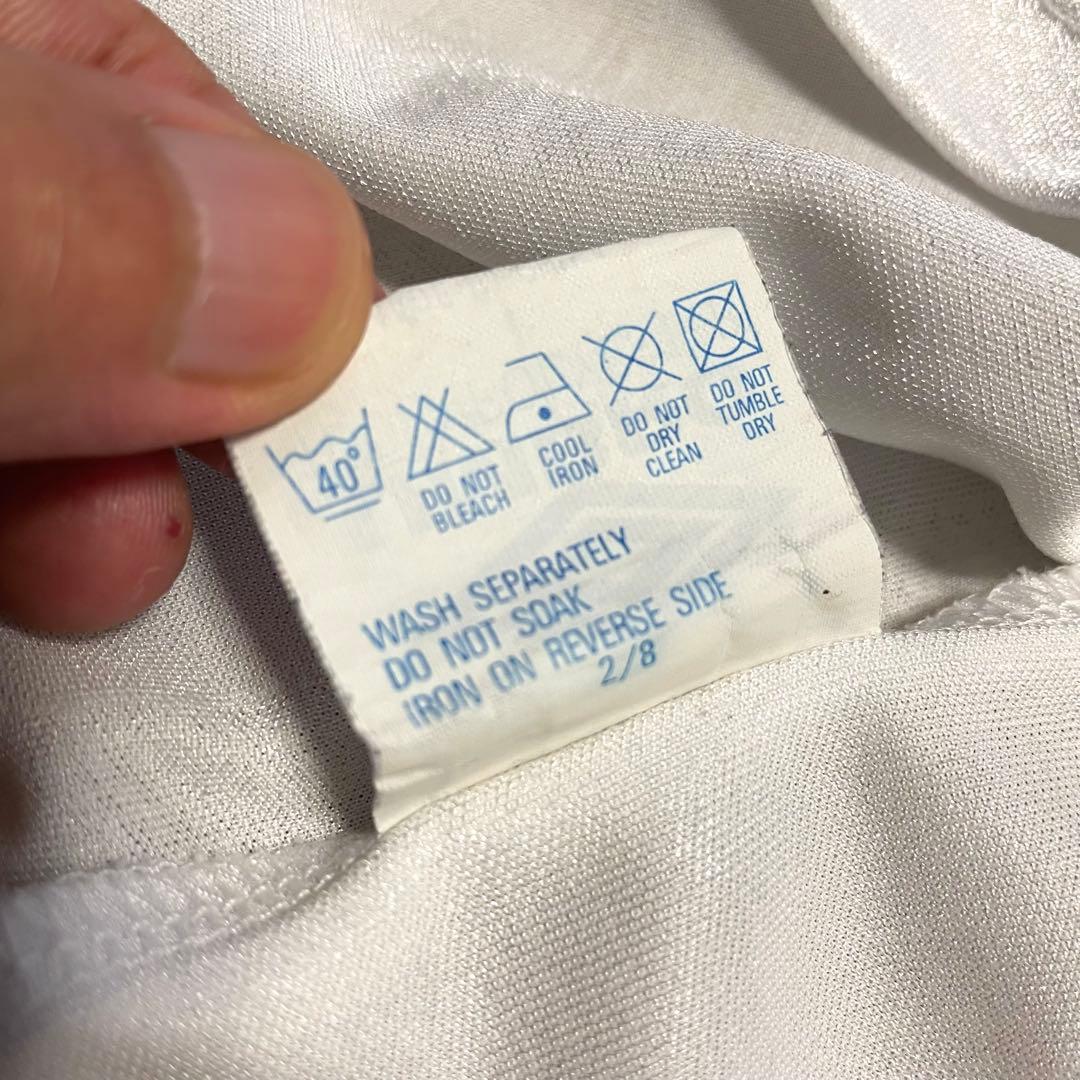 40°
DO NOT
BLEACH
COOL
IRON
DO NOT
DRY
CLEAN
DO NOT
TUMBLE
DRY
WASH SEPARATELY
DO NOT SOAK
IRON ON REVERSE SIDE
2/8